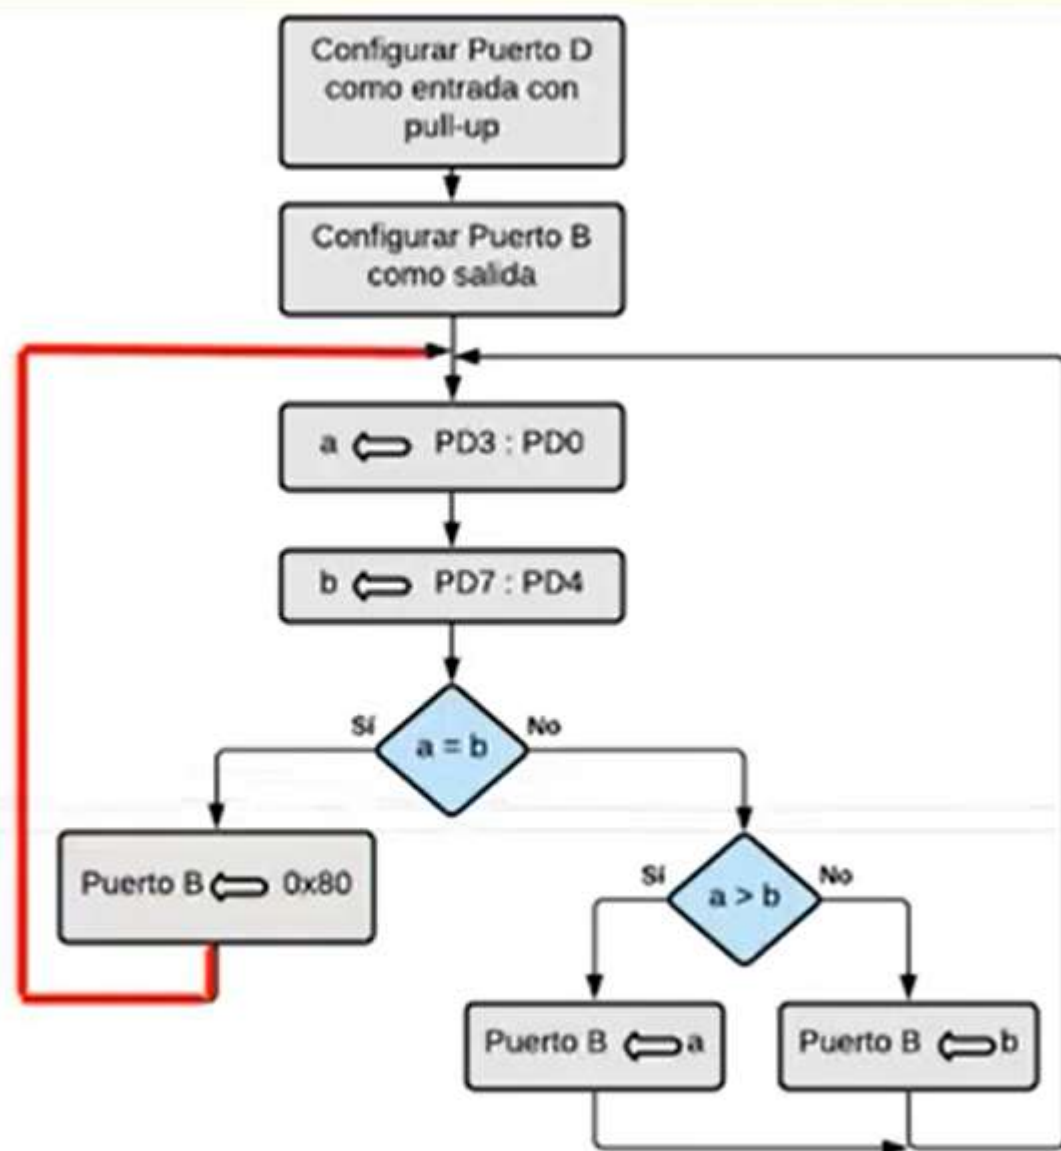 Configurar Puerto D
como entrada con
pull-up
Configurar Puerto B
como salida
a ⇐ PD3 : PD0
b ⇐ PD7 : PD4
Sí
a = b
No
Puerto B ⇐ 0x80
Sí
a > b
No
Puerto B ⇐ a
Puerto B ⇐ b